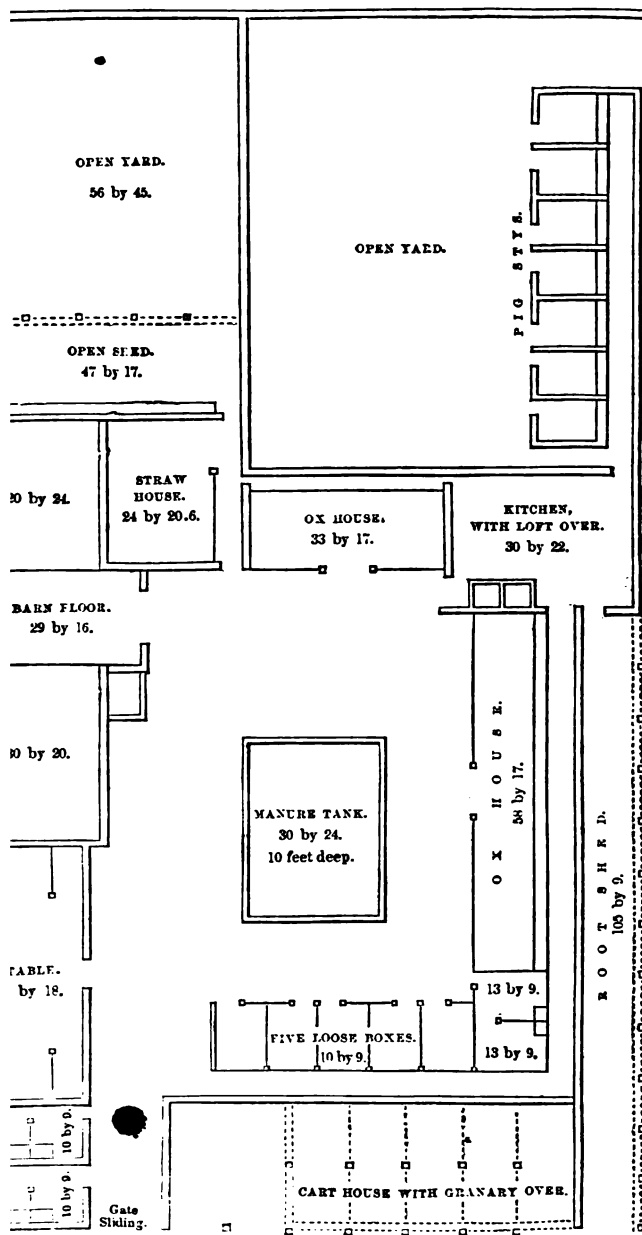 OPEN YARD.
56 by 45.
OPEN YARD.
PIG STYS.
OPEN SHED.
47 by 17.
by 24.
STRAW
HOUSE.
24 by 20.6.
OX HOUSE.
33 by 17.
KITCHEN,
WITH LOFT OVER.
30 by 22.
BARN FLOOR.
29 by 16.
by 20.
MANURE TANK.
30 by 24.
10 feet deep.
OX HOUSE.
58 by 17.
ROOT SHED.
105 by 9.
TABLE.
by 18.
13 by 9.
13 by 9.
FIVE LOOSE BOXES.
10 by 9.
10 by 9.
10 by 9.
Gate
Sliding.
CART HOUSE WITH GRANARY OVER.